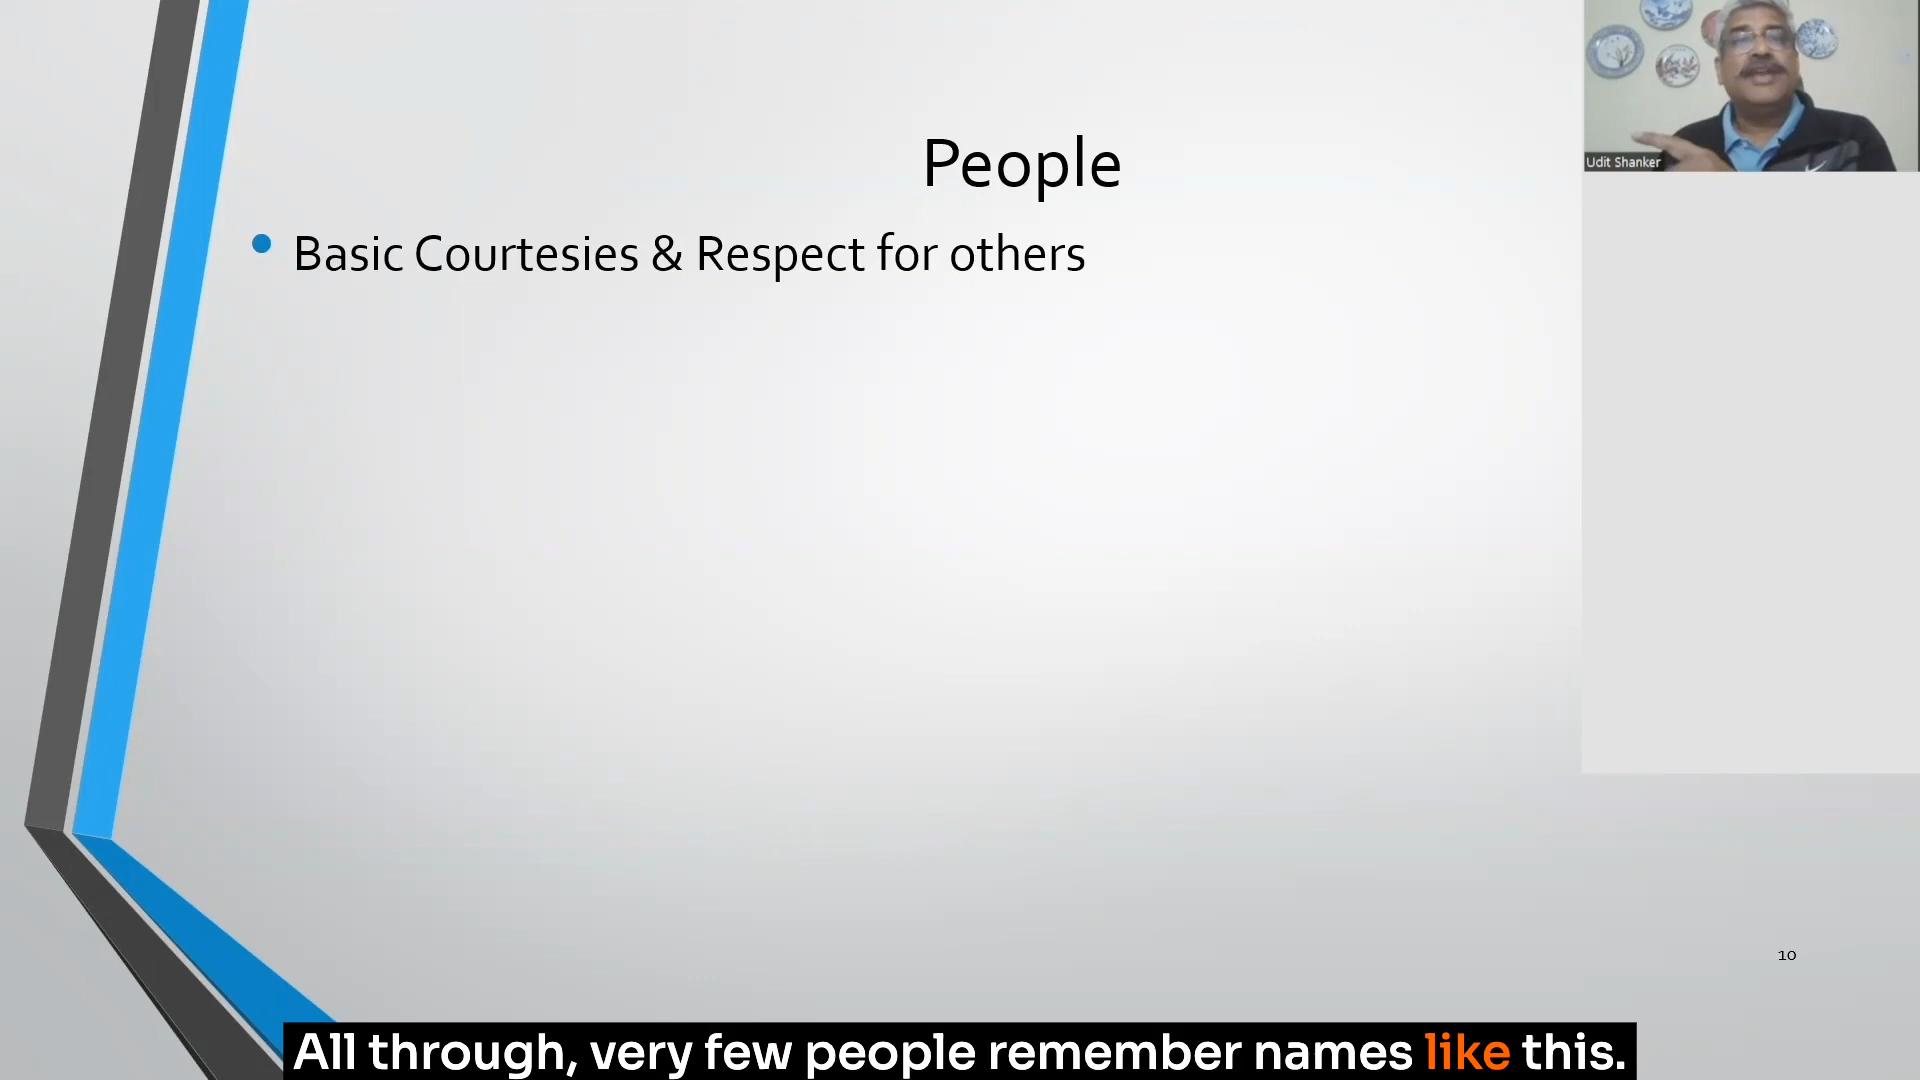 People
Udit Shanker
• Basic Courtesies & Respect for others
10
All through, very few people remember names like this.